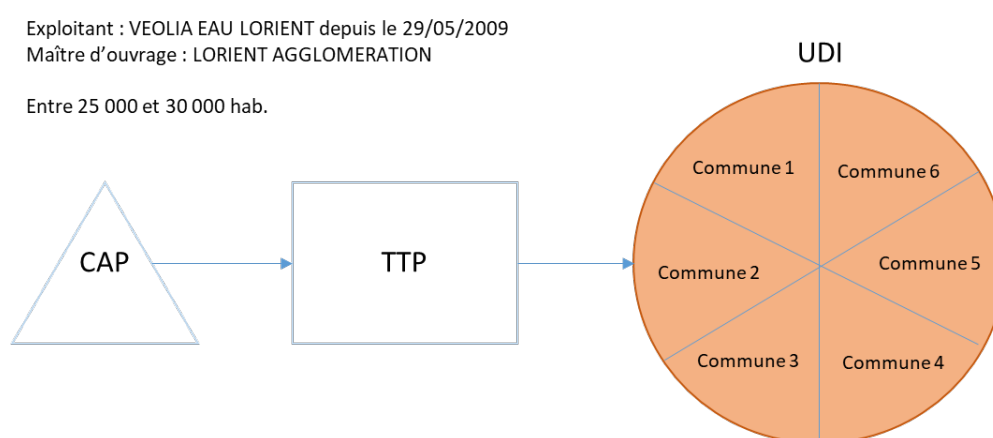 Exploitant : VEOLIA EAU LORIENT depuis le 29/05/2009
Maître d’ouvrage : LORIENT AGGLOMERATION
Entre 25 000 et 30 000 hab.
UDI
CAP
TTP
Commune 1
Commune 6
Commune 2
Commune 5
Commune 3
Commune 4